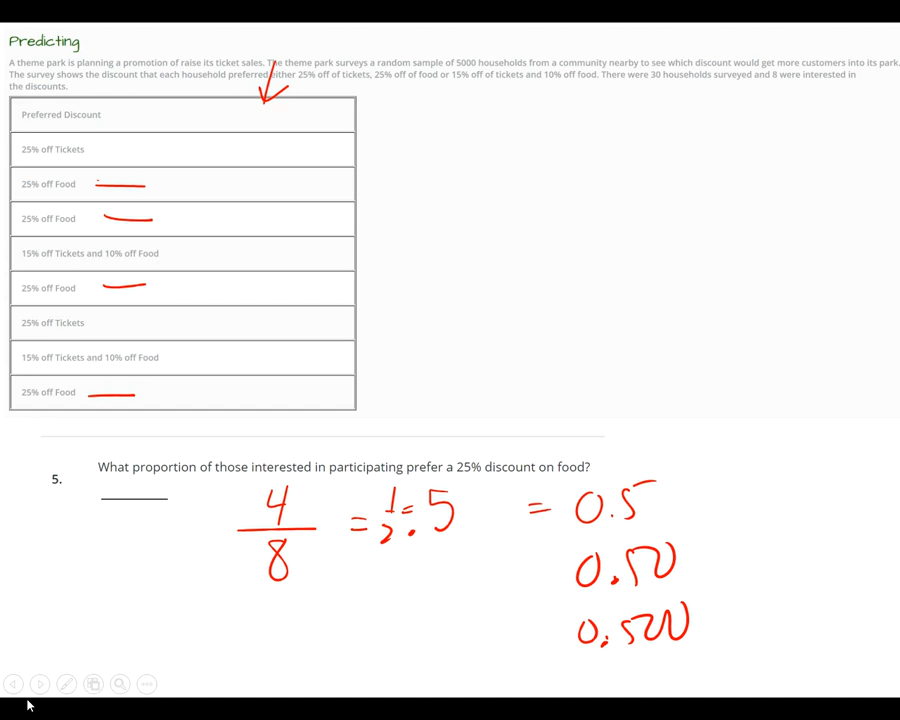 Predicting
A theme park is planning a promotion of raise its ticket sales. The theme park surveys a random sample of 5000 households from a community nearby to see which discount would get more customers into its park.
The survey shows the discount that each household preferred either 25% off of tickets, 25% off of food or 15% off of tickets and 10% off food. There were 30 households surveyed and 8 were interested in
the discounts.
Preferred Discount
25% off Tickets
25% off Food
25% off Food
15% off Tickets and 10% off Food
25% off Food
25% off Tickets
15% off Tickets and 10% off Food
25% off Food
5. What proportion of those interested in participating prefer a 25% discount on food?
4/8 = 1/2 = .5 = 0.5
0.50
0.500